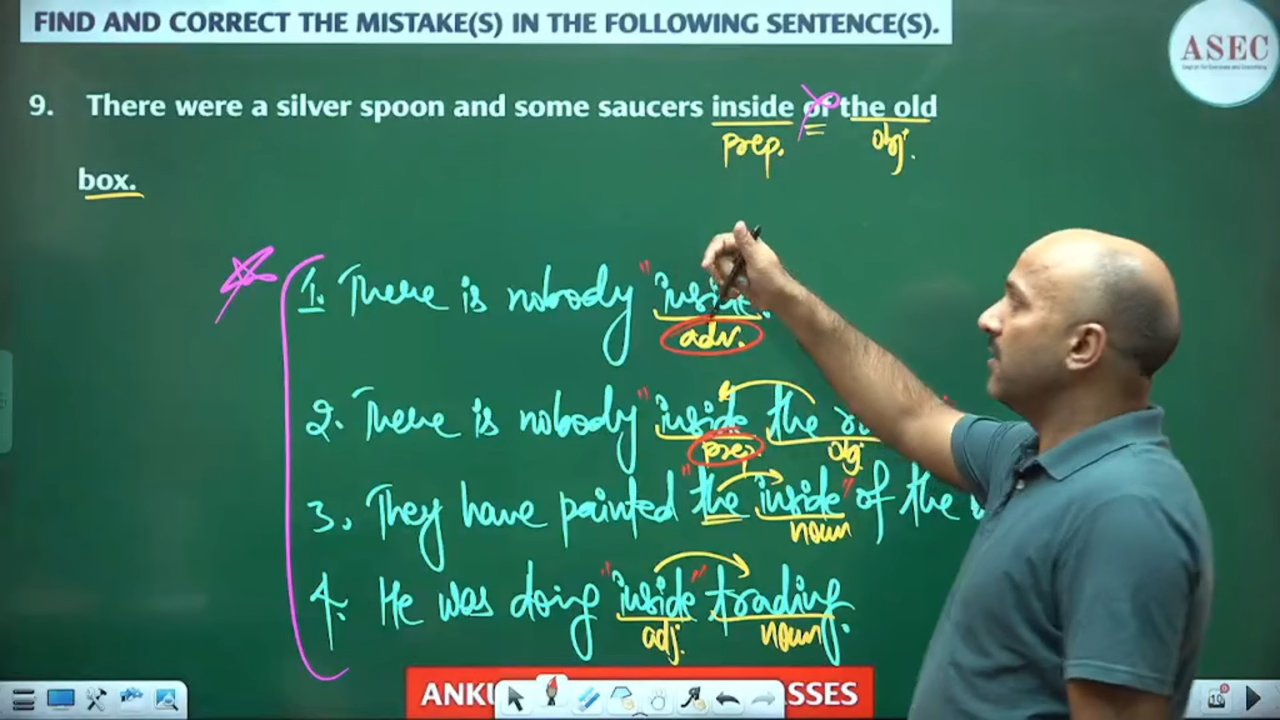 FIND AND CORRECT THE MISTAKE(S) IN THE FOLLOWING SENTENCE(S).
ASEC
9. There were a silver spoon and some saucers inside of the old
prep. obj.
box.
1. There is nobody "inside".
adv.
2. There is nobody "inside the
prep. obj.
3. They have painted "the inside" of the
noun
4. He was doing "inside" trading.
adj. noun
SSES